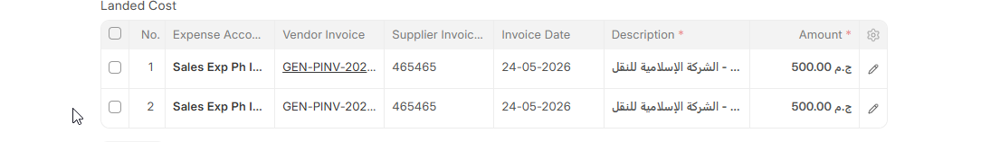 Landed Cost
No. Expense Acco... Vendor Invoice Supplier Invoic... Invoice Date Description * Amount *
1 Sales Exp Ph I... GEN-PINV-202... 465465 24-05-2026 الشركة الإسلامية للنقل - ... ج.م 500.00
2 Sales Exp Ph I... GEN-PINV-202... 465465 24-05-2026 الشركة الإسلامية للنقل - ... ج.م 500.00